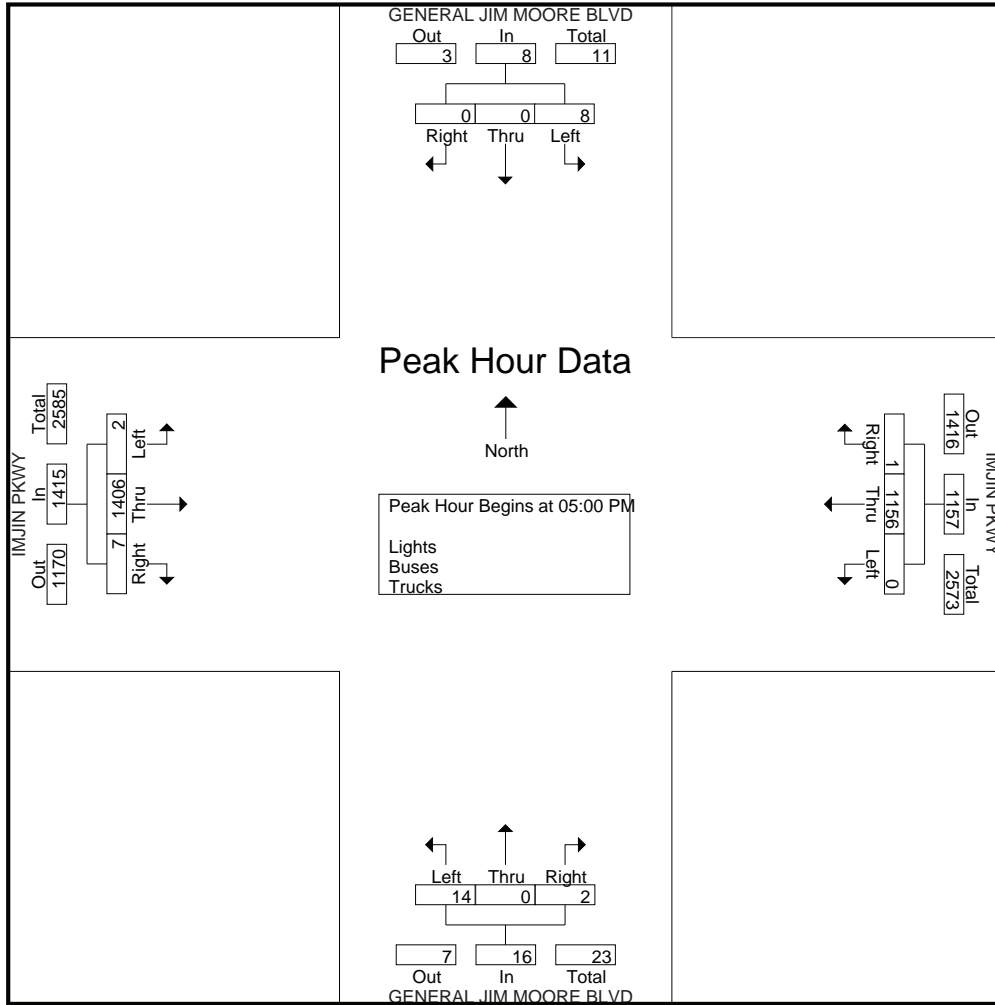 GENERAL JIM MOORE BLVD
Out In Total
3 8 11
0 0 8
Right Thru Left
Peak Hour Data
North
Peak Hour Begins at 05:00 PM
Lights
Buses
Trucks
IMJIN PKWY
Out In Total
1170 1415 2585
7 1406 2
Right Thru Left
IMJIN PKWY
Out In Total
1416 1157 2573
1 1156 0
Right Thru Left
Left Thru Right
14 0 2
7 16 23
Out In Total
GENERAL JIM MOORE BLVD